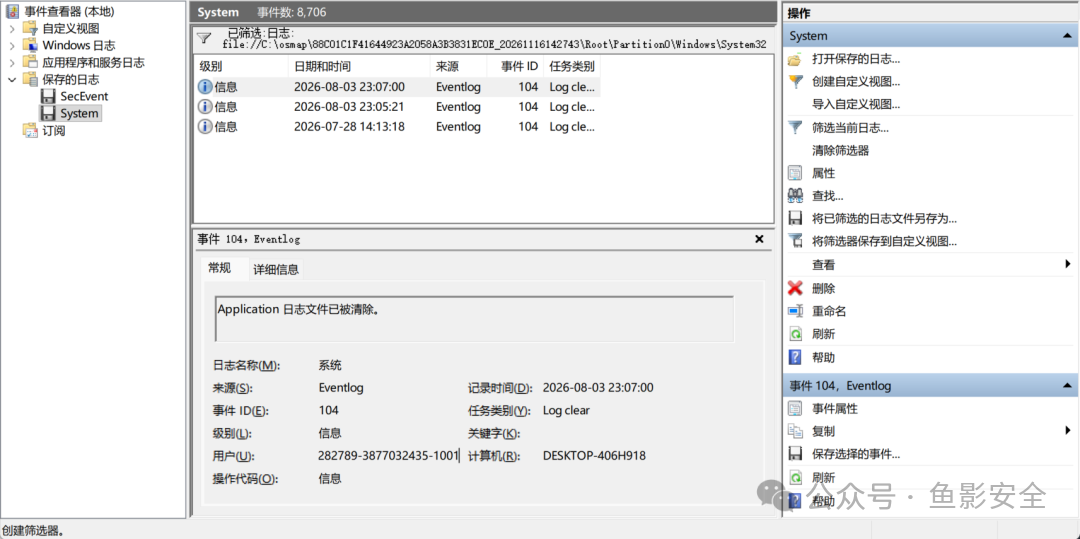 事件查看器 (本地)
自定义视图
Windows 日志
应用程序和服务日志
保存的日志
SecEvent
System
订阅
System 事件数: 8,706
已筛选:日志:
file://C:\osmap\88C01C1F41644923A2058A3B3831EC0E_20261116142743\Root\Partition0\Windows\System32
级别 日期和时间 来源 事件 ID 任务类别
信息 2026-08-03 23:07:00 Eventlog 104 Log cle...
信息 2026-08-03 23:05:21 Eventlog 104 Log cle...
信息 2026-07-28 14:13:18 Eventlog 104 Log cle...
事件 104，Eventlog
常规 详细信息
Application 日志文件已被清除。
日志名称(M): 系统
来源(S): Eventlog 记录时间(D): 2026-08-03 23:07:00
事件 ID(E): 104 任务类别(Y): Log clear
级别(L): 信息 关键字(K):
用户(U): 282789-3877032435-1001 计算机(R): DESKTOP-406H918
操作代码(O): 信息
操作
System
打开保存的日志...
创建自定义视图...
导入自定义视图...
筛选当前日志...
清除筛选器
属性
查找...
将已筛选的日志文件另存为...
将筛选器保存到自定义视图...
查看
删除
重命名
刷新
帮助
事件 104，Eventlog
事件属性
复制
保存选择的事件...
刷新
帮助
公众号 · 鱼影安全
创建筛选器。